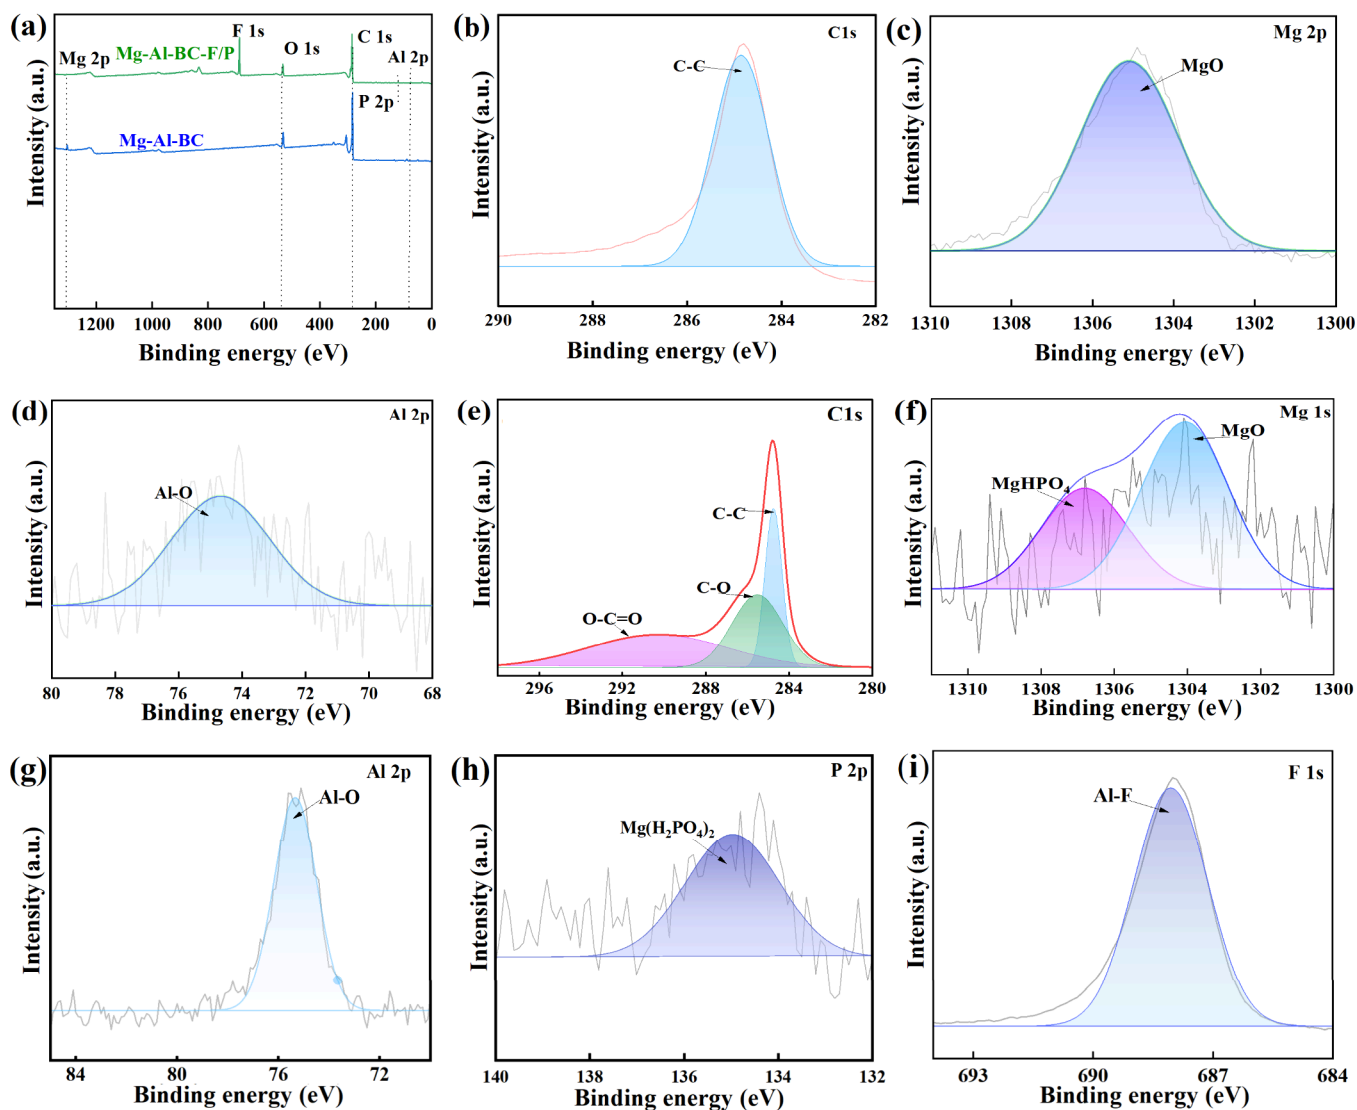 (a)
F 1s
C 1s
Mg 2p
Mg-Al-BC-F/P
O 1s
Al 2p
P 2p
Mg-Al-BC
Intensity (a.u.)
1200 1000 800 600 400 200 0
Binding energy (eV)
(b)
C1s
C-C
Intensity (a.u.)
290 288 286 284 282
Binding energy (eV)
(c)
Mg 2p
MgO
Intensity (a.u.)
1310 1308 1306 1304 1302 1300
Binding energy (eV)
(d)
Al 2p
Al-O
Intensity (a.u.)
80 78 76 74 72 70 68
Binding energy (eV)
(e)
C1s
C-C
C-O
O-C=O
Intensity (a.u.)
296 292 288 284 280
Binding energy (eV)
(f)
Mg 1s
MgO
MgHPO₄
Intensity (a.u.)
1310 1308 1306 1304 1302 1300
Binding energy (eV)
(g)
Al 2p
Al-O
Intensity (a.u.)
84 80 76 72
Binding energy (eV)
(h)
P 2p
Mg(H₂PO₄)₂
Intensity (a.u.)
140 138 136 134 132
Binding energy (eV)
(i)
F 1s
Al-F
Intensity (a.u.)
693 690 687 684
Binding energy (eV)